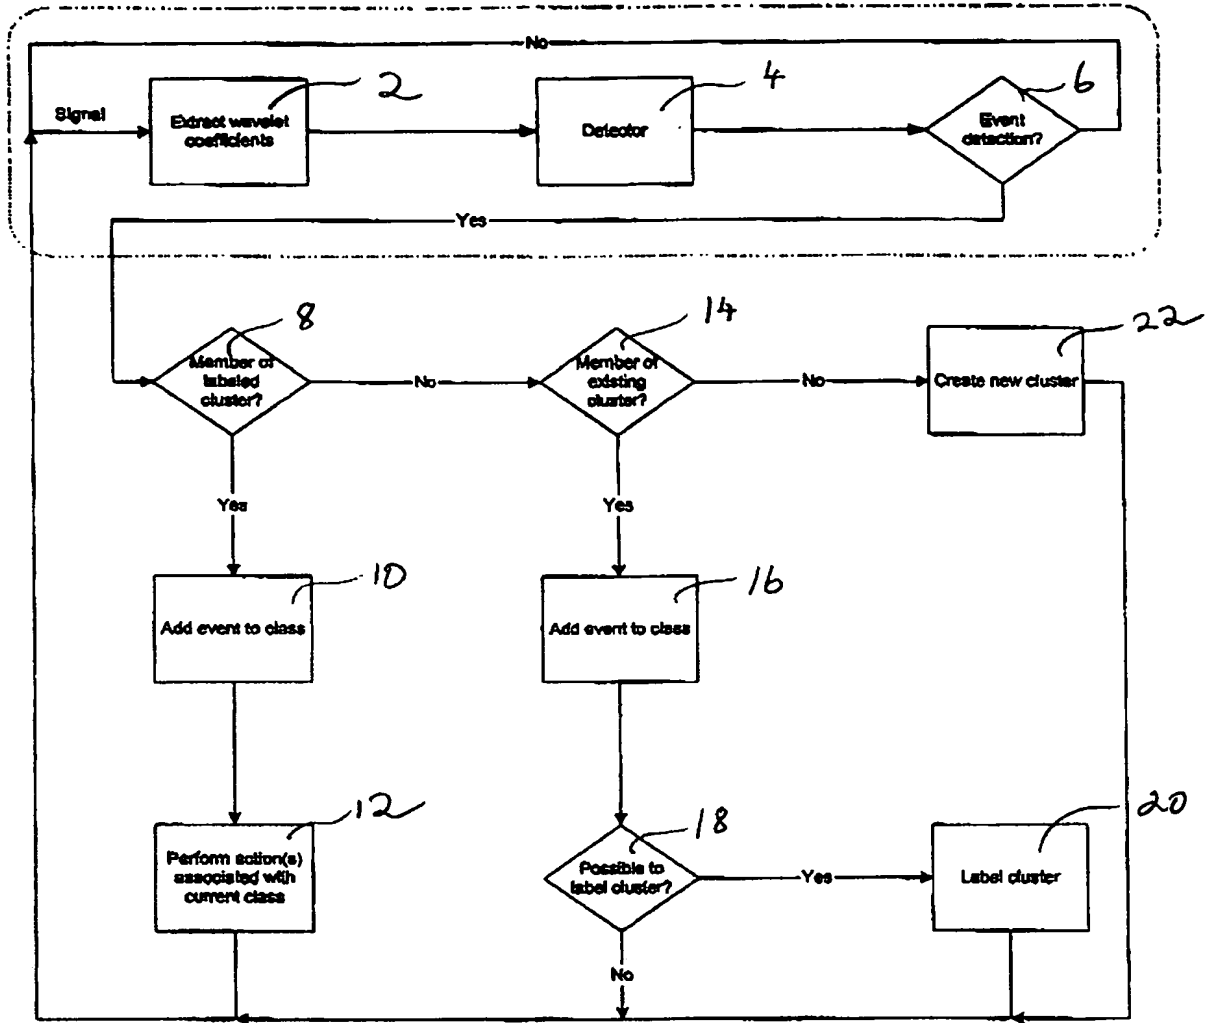 No
2
4
6
Signal
Extract wavelet
coefficients
Detector
Event
detection?
Yes
8
14
22
Member of
labeled
cluster?
No
Member of
existing
cluster?
No
Create new cluster
Yes
Yes
10
16
Add event to class
Add event to class
12
18
20
Perform action(s)
associated with
current class
Possible to
label cluster?
Yes
Label cluster
No